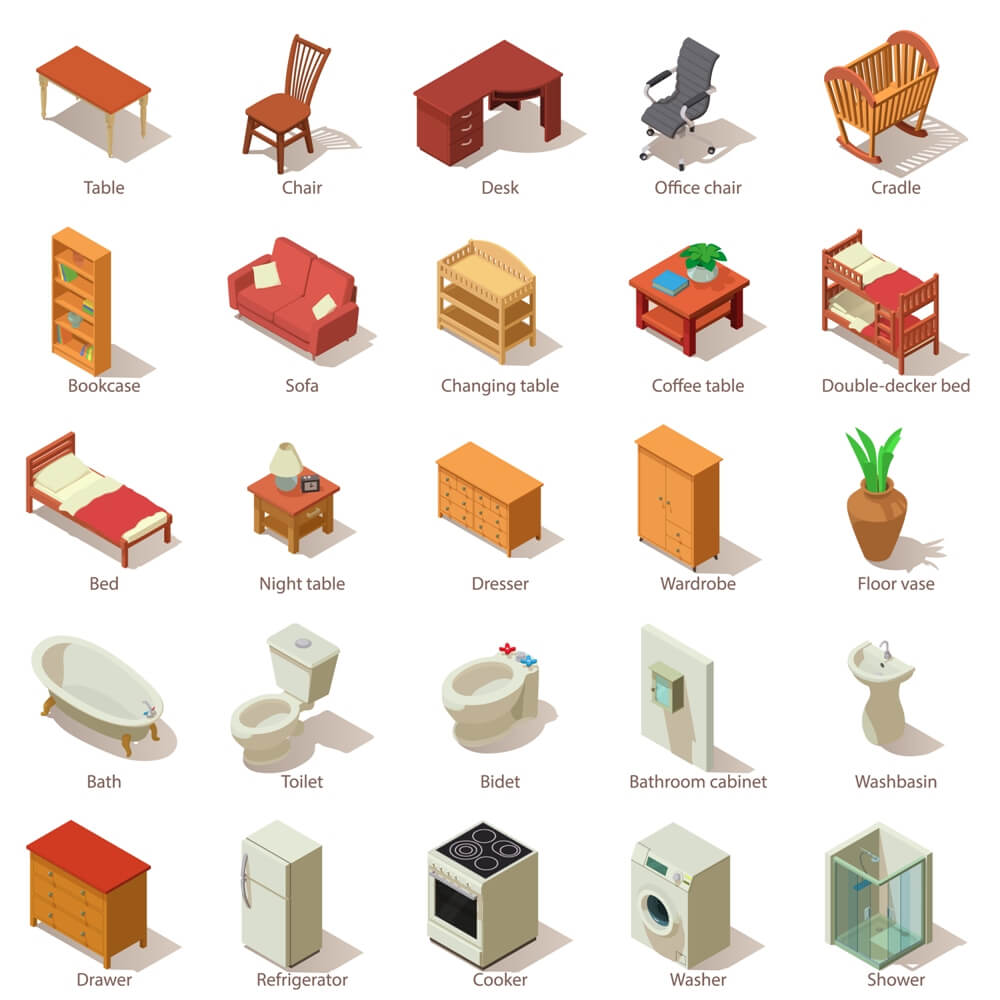 Table
Chair
Desk
Office chair
Cradle
Bookcase
Sofa
Changing table
Coffee table
Double-decker bed
Bed
Night table
Dresser
Wardrobe
Floor vase
Bath
Toilet
Bidet
Bathroom cabinet
Washbasin
Drawer
Refrigerator
Cooker
Washer
Shower